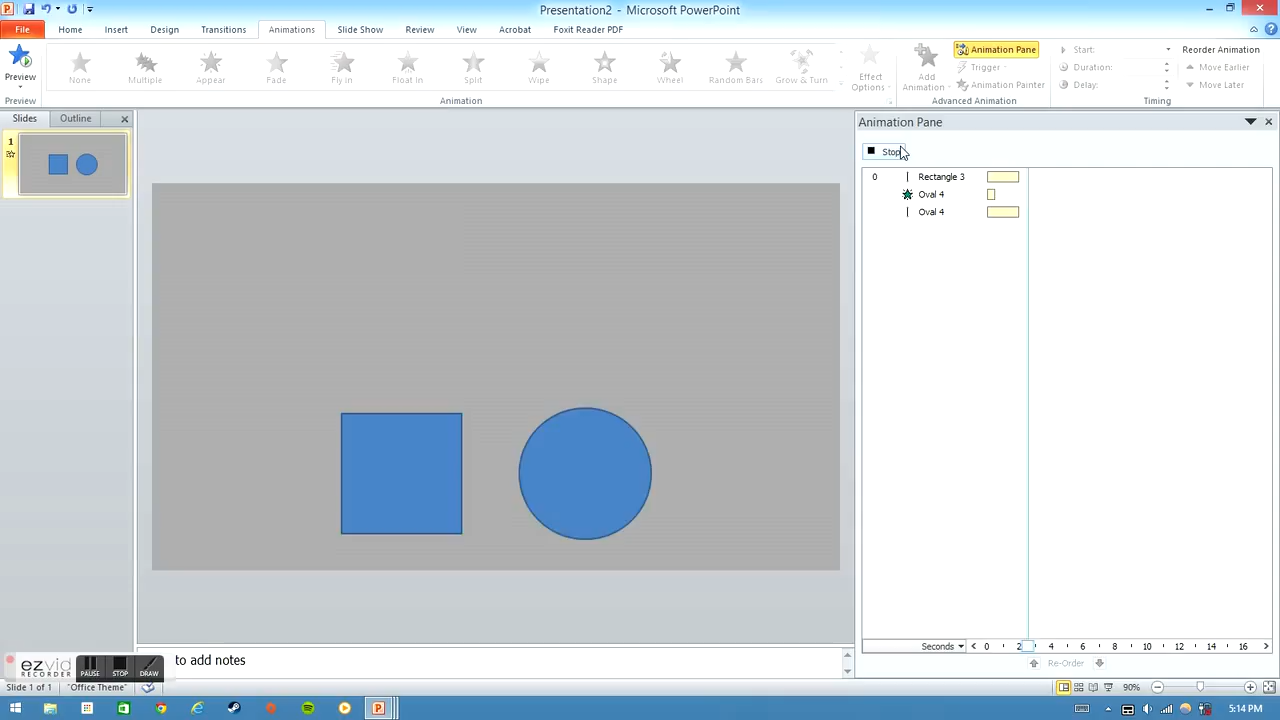 Presentation2 - Microsoft PowerPoint
File Home Insert Design Transitions Animations Slide Show Review View Acrobat Foxit Reader PDF
Preview
None Multiple Appear Fade Fly In Float In Split Wipe Shape Wheel Random Bars Grow & Turn
Effect Options
Add Animation
Animation Pane
Trigger
Animation Painter
Start:
Duration:
Delay:
Reorder Animation
Move Earlier
Move Later
Preview Animation Advanced Animation Timing
Slides Outline
1
Animation Pane
Stop
0 Rectangle 3
Oval 4
Oval 4
Seconds 0 2 4 6 8 10 12 14 16
Re-Order
to add notes
ezvid
RECORDER
PAUSE STOP DRAW
Slide 1 of 1 "Office Theme" 90%
5:14 PM